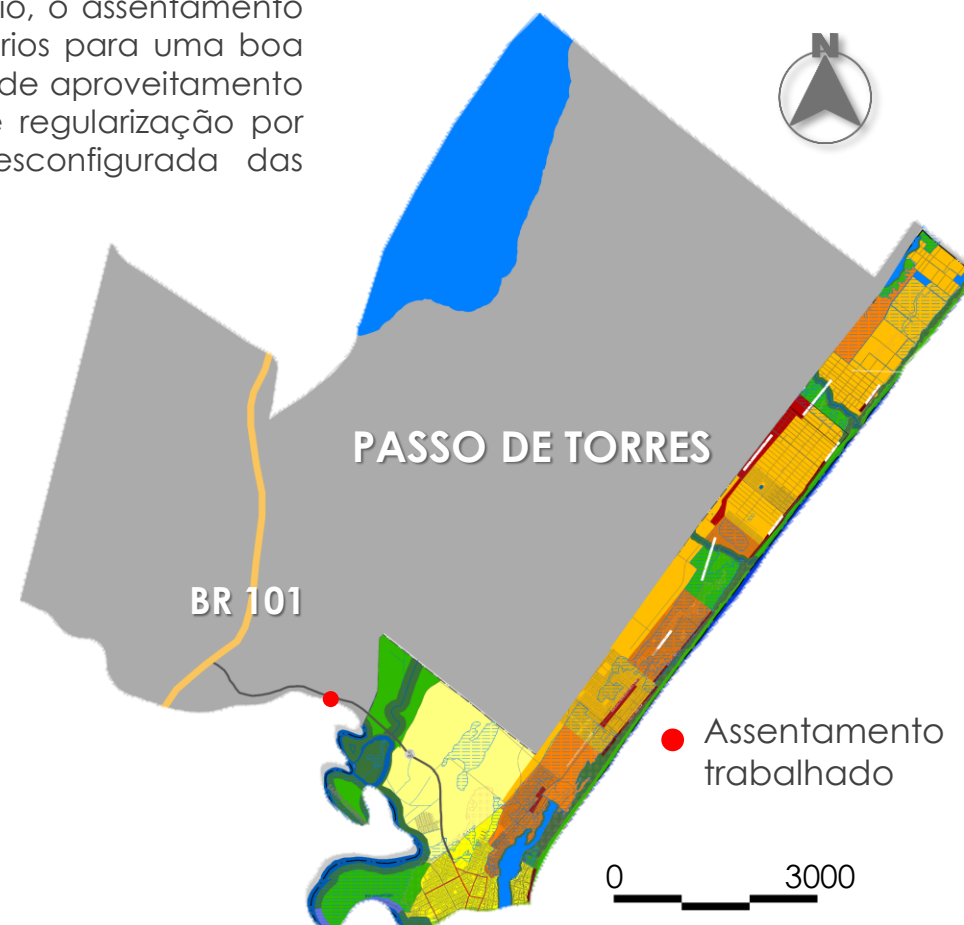 io, o assentamento
rios para uma boa
de aproveitamento
e regularização por
esconfigurada das
N
PASSO DE TORRES
BR 101
Assentamento
trabalhado
0 3000